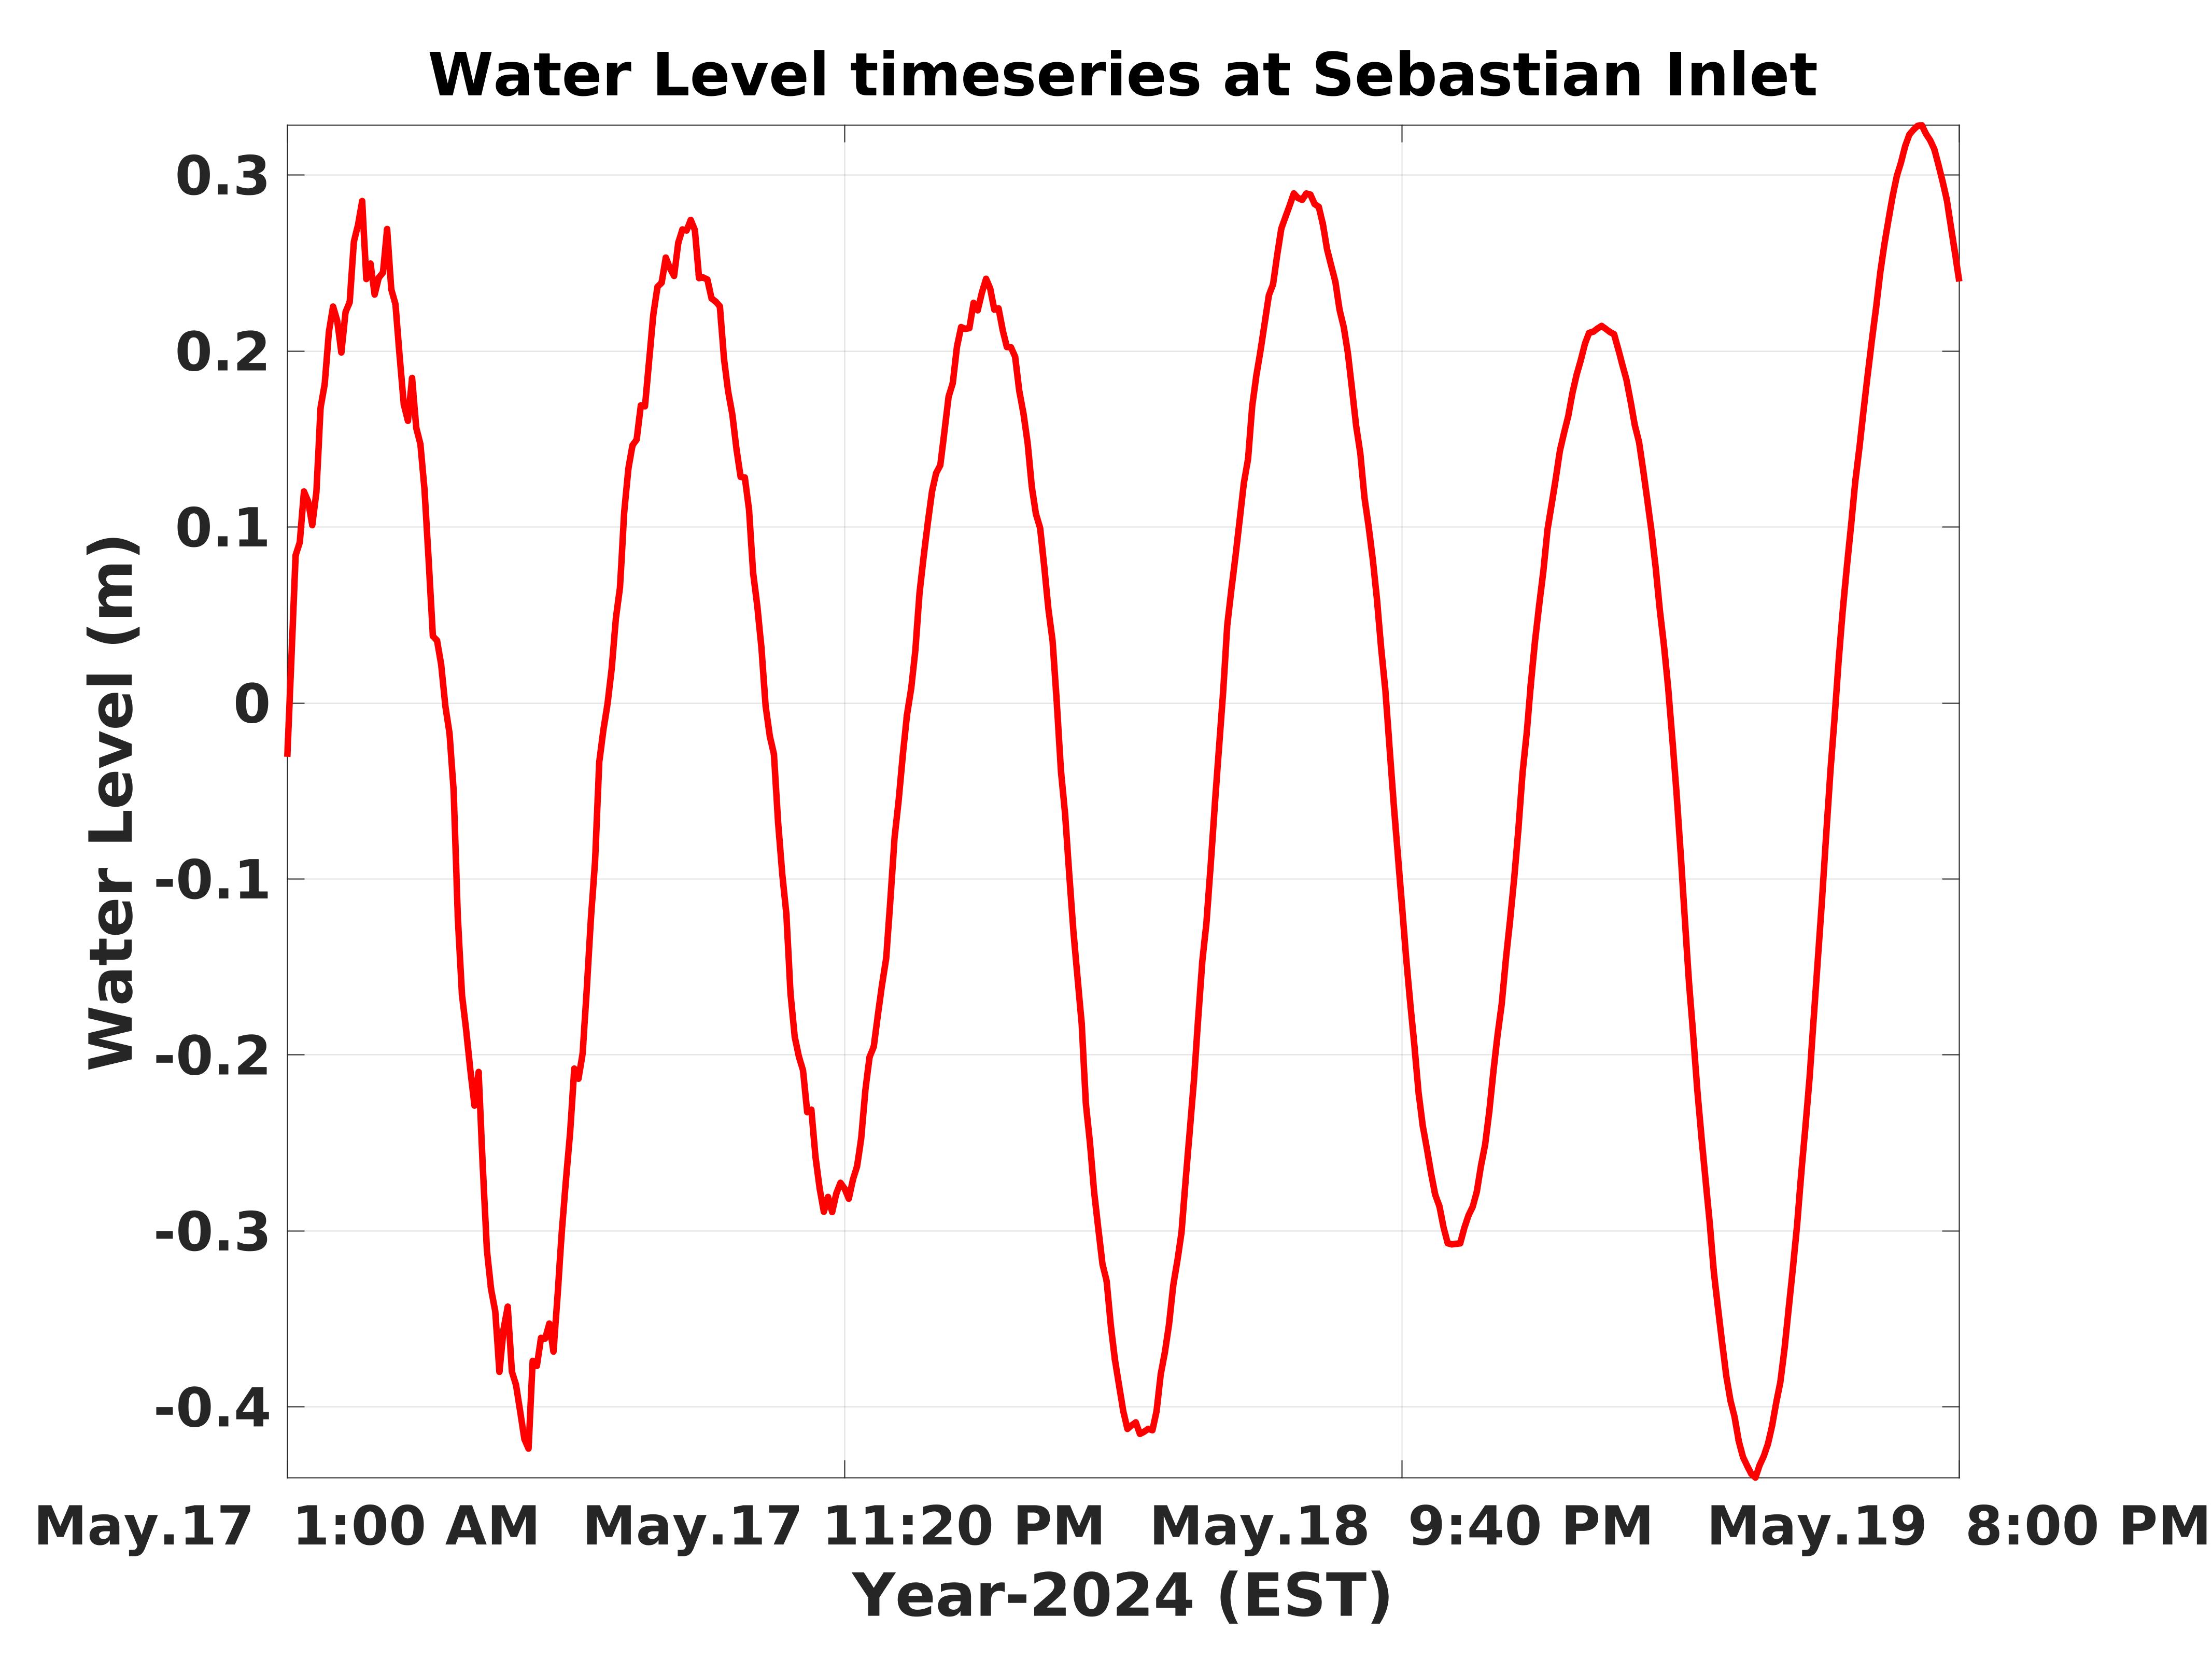 Water Level timeseries at Sebastian Inlet
Water Level (m)
0.3
0.2
0.1
0
-0.1
-0.2
-0.3
-0.4
May.17 1:00 AM May.17 11:20 PM May.18 9:40 PM May.19 8:00 PM
Year-2024 (EST)